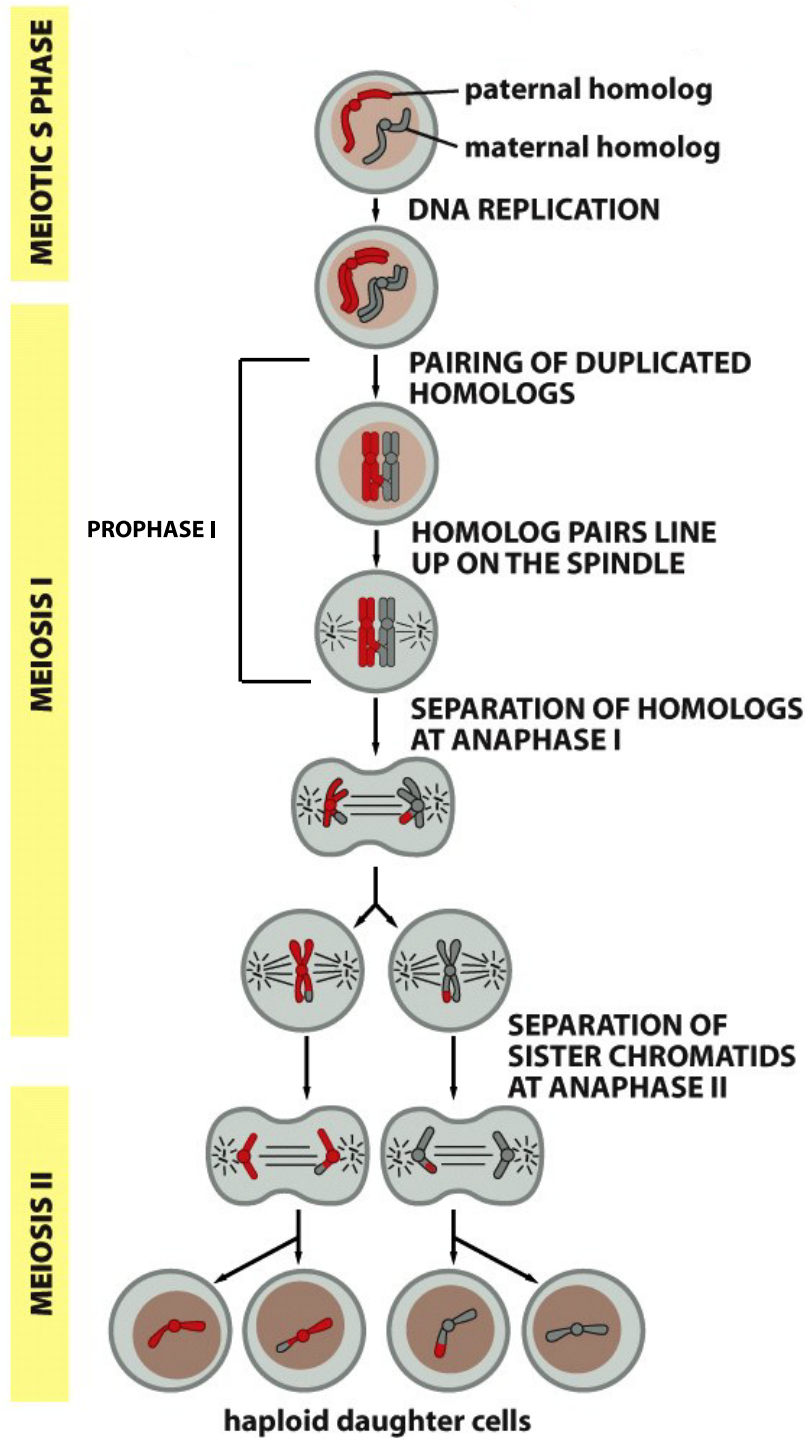 MEIOTIC S PHASE
paternal homolog
maternal homolog
DNA REPLICATION
MEIOSIS I
PAIRING OF DUPLICATED
HOMOLOGS
PROPHASE I
HOMOLOG PAIRS LINE
UP ON THE SPINDLE
SEPARATION OF HOMOLOGS
AT ANAPHASE I
SEPARATION OF
SISTER CHROMATIDS
AT ANAPHASE II
MEIOSIS II
haploid daughter cells